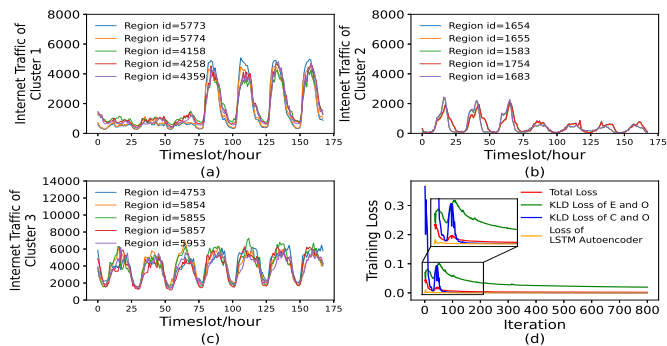 Internet Traffic of
Cluster 1
8000
6000
4000
2000
0
Region id=5773
Region id=5774
Region id=4158
Region id=4258
Region id=4359
0 25 50 75 100 125 150 175
Timeslot/hour
(a)
Internet Traffic of
Cluster 2
8000
6000
4000
2000
0
Region id=1654
Region id=1655
Region id=1583
Region id=1754
Region id=1683
0 25 50 75 100 125 150 175
Timeslot/hour
(b)
Internet Traffic of
Cluster 3
14000
12000
10000
8000
6000
4000
2000
0
Region id=4753
Region id=5854
Region id=5855
Region id=5857
Region id=5953
0 25 50 75 100 125 150 175
Timeslot/hour
(c)
Training Loss
0.3
0.2
0.1
0.0
Total Loss
KLD Loss of E and O
KLD Loss of C and O
Loss of
LSTM Autoencoder
0 100 200 300 400 500 600 700 800
Iteration
(d)